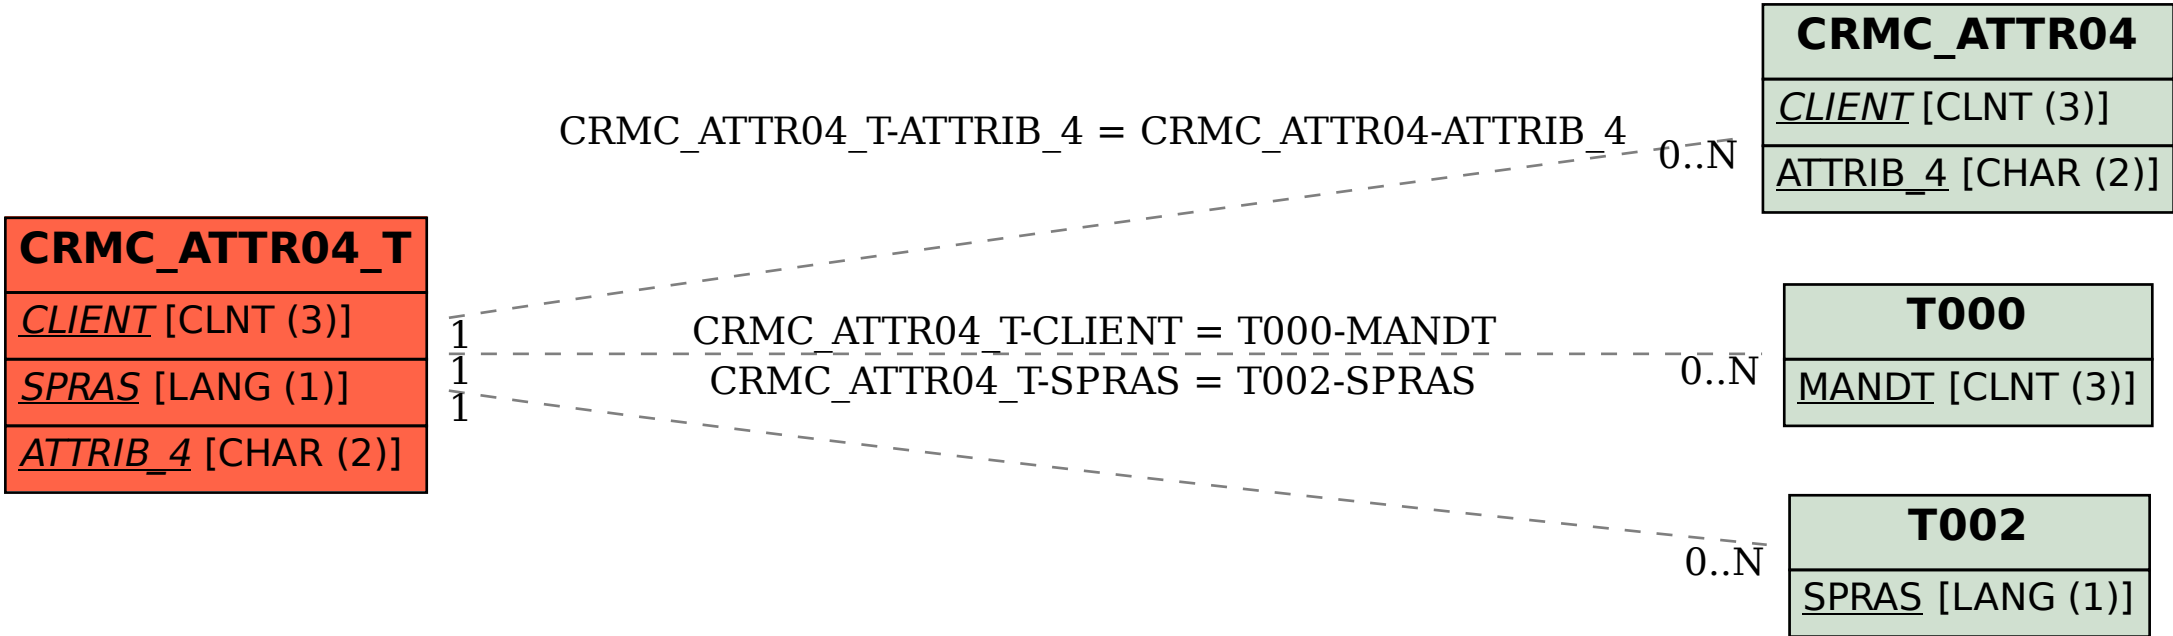 CRMC_ATTR04
CLIENT [CLNT (3)]
ATTRIB_4 [CHAR (2)]
CRMC_ATTR04_T-ATTRIB_4 = CRMC_ATTR04-ATTRIB_4
0..N
CRMC_ATTR04_T
CLIENT [CLNT (3)]
SPRAS [LANG (1)]
ATTRIB_4 [CHAR (2)]
1
1
1
CRMC_ATTR04_T-CLIENT = T000-MANDT
0..N
CRMC_ATTR04_T-SPRAS = T002-SPRAS
0..N
T000
MANDT [CLNT (3)]
T002
SPRAS [LANG (1)]